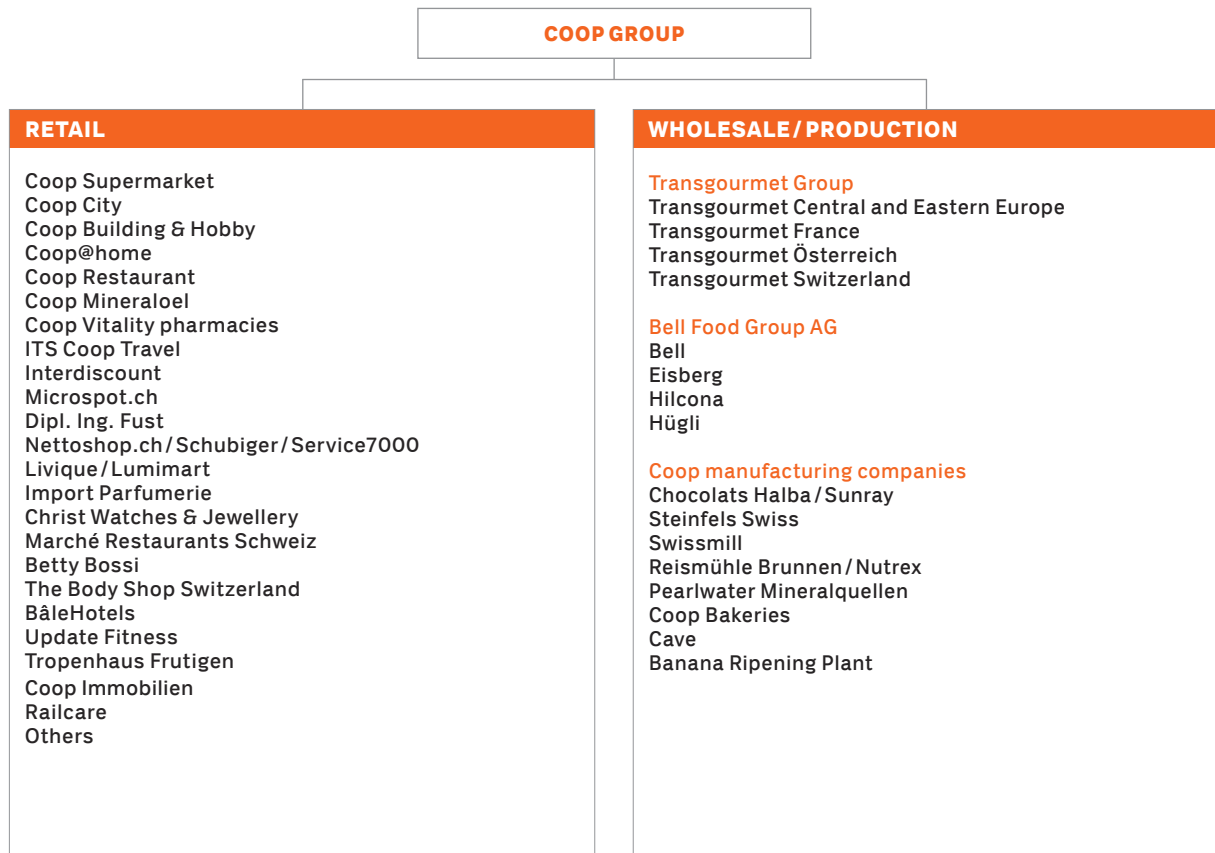 COOP GROUP
RETAIL
Coop Supermarket
Coop City
Coop Building & Hobby
Coop@home
Coop Restaurant
Coop Mineraloel
Coop Vitality pharmacies
ITS Coop Travel
Interdiscount
Microspot.ch
Dipl. Ing. Fust
Nettoshop.ch/Schubiger/Service7000
Livique/Lumimart
Import Parfumerie
Christ Watches & Jewellery
Marché Restaurants Schweiz
Betty Bossi
The Body Shop Switzerland
BâleHotels
Update Fitness
Tropenhaus Frutigen
Coop Immobilien
Railcare
Others
WHOLESALE/PRODUCTION
Transgourmet Group
Transgourmet Central and Eastern Europe
Transgourmet France
Transgourmet Österreich
Transgourmet Switzerland
Bell Food Group AG
Bell
Eisberg
Hilcona
Hügli
Coop manufacturing companies
Chocolats Halba/Sunray
Steinfels Swiss
Swissmill
Reismühle Brunnen/Nutrex
Pearlwater Mineralquellen
Coop Bakeries
Cave
Banana Ripening Plant